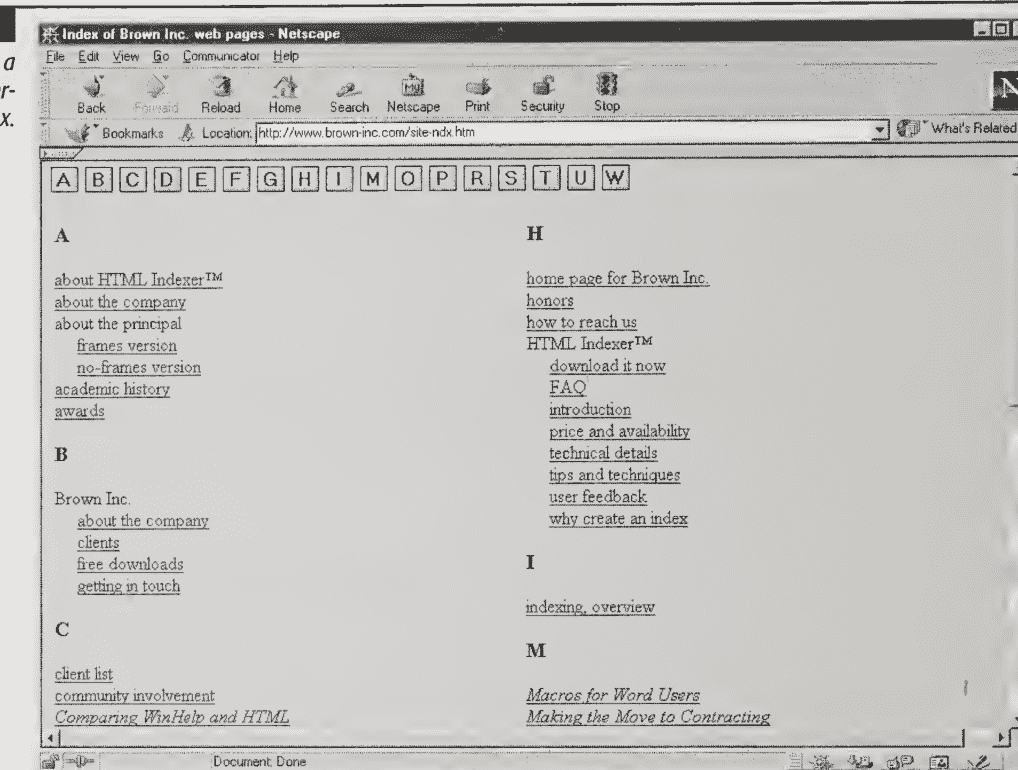 a
er-
x.
Index of Brown Inc. web pages - Netscape
File Edit View Go Communicator Help
Back Forward Reload Home Search Netscape Print Security Stop
Bookmarks Location: http://www.brown-inc.com/site-ndx.htm What's Related
A B C D E F G H I M O P R S T U W
A
about HTML Indexer™
about the company
about the principal
frames version
no-frames version
academic history
awards
B
Brown Inc.
about the company
clients
free downloads
getting in touch
C
client list
community involvement
Comparing WinHelp and HTML
H
home page for Brown Inc.
honors
how to reach us
HTML Indexer™
download it now
FAQ
introduction
price and availability
technical details
tips and techniques
user feedback
why create an index
I
indexing, overview
M
Macros for Word Users
Making the Move to Contracting
Document: Done